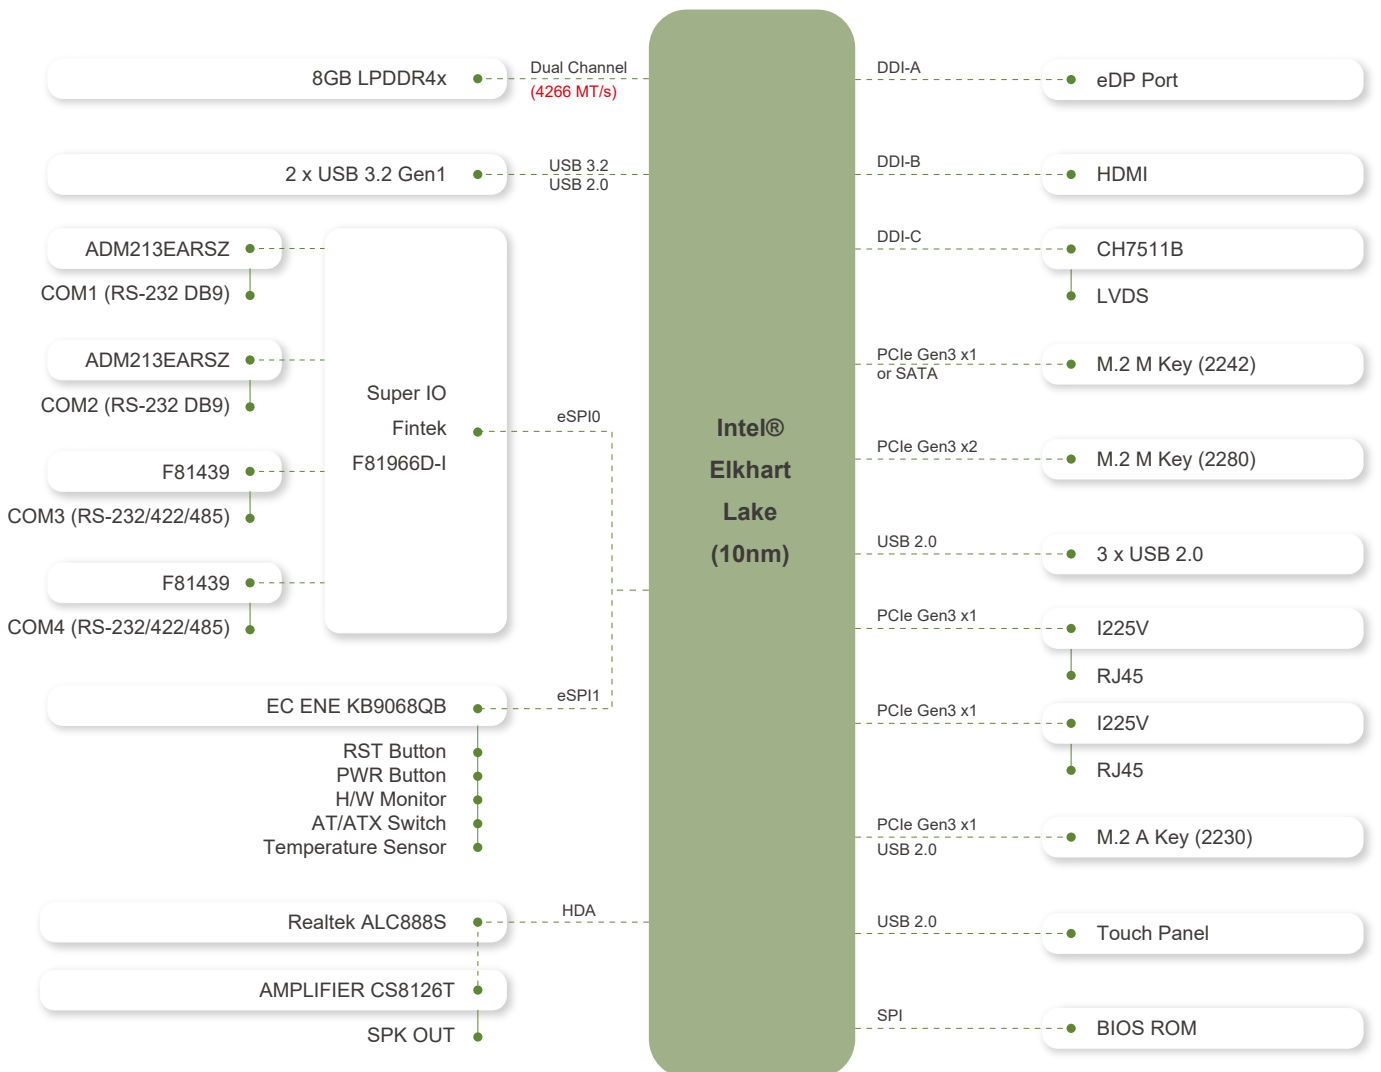 8GB LPDDR4x
Dual Channel
(4266 MT/s)
2 x USB 3.2 Gen1
USB 3.2
USB 2.0
ADM213EARSZ
COM1 (RS-232 DB9)
ADM213EARSZ
COM2 (RS-232 DB9)
F81439
COM3 (RS-232/422/485)
F81439
COM4 (RS-232/422/485)
Super IO
Fintek
F81966D-I
eSPI0
EC ENE KB9068QB
eSPI1
RST Button
PWR Button
H/W Monitor
AT/ATX Switch
Temperature Sensor
Realtek ALC888S
HDA
AMPLIFIER CS8126T
SPK OUT
Intel®
Elkhart
Lake
(10nm)
DDI-A
eDP Port
DDI-B
HDMI
DDI-C
CH7511B
LVDS
PCIe Gen3 x1
or SATA
M.2 M Key (2242)
PCIe Gen3 x2
M.2 M Key (2280)
USB 2.0
3 x USB 2.0
PCIe Gen3 x1
I225V
RJ45
PCIe Gen3 x1
I225V
RJ45
PCIe Gen3 x1
USB 2.0
M.2 A Key (2230)
USB 2.0
Touch Panel
SPI
BIOS ROM